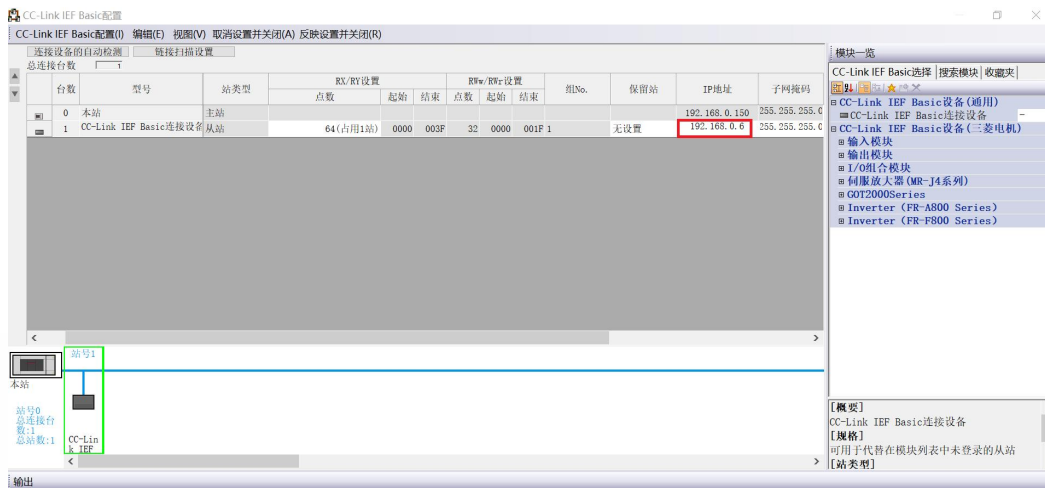 CC-Link IEF Basic配置
CC-Link IEF Basic配置(I) 编辑(E) 视图(V) 取消设置并关闭(A) 反映设置并关闭(R)
连接设备的自动检测 链接扫描设置
总连接台数 1
台数 型号 站类型 RX/RY设置 RWw/RWr设置 组No. 保留站 IP地址 子网掩码
点数 起始 结束 点数 起始 结束
0 本站 主站 192.168.0.150 255.255.255.0
1 CC-Link IEF Basic连接设备 从站 64(占用1站) 0000 003F 32 0000 001F 1 无设置 192.168.0.6 255.255.255.0
站号1
本站
站号0
总连接台
数:1
总站数:1
CC-Lin
k IEF
输出
模块一览
CC-Link IEF Basic选择 搜索模块 收藏夹
CC-Link IEF Basic设备(通用)
CC-Link IEF Basic连接设备 -
CC-Link IEF Basic设备(三菱电机)
输入模块
输出模块
I/O组合模块
伺服放大器(MR-J4系列)
GOT2000Series
Inverter (FR-A800 Series)
Inverter (FR-F800 Series)
[概要]
CC-Link IEF Basic连接设备
[规格]
可用于代替在模块列表中未登录的从站
[站类型]